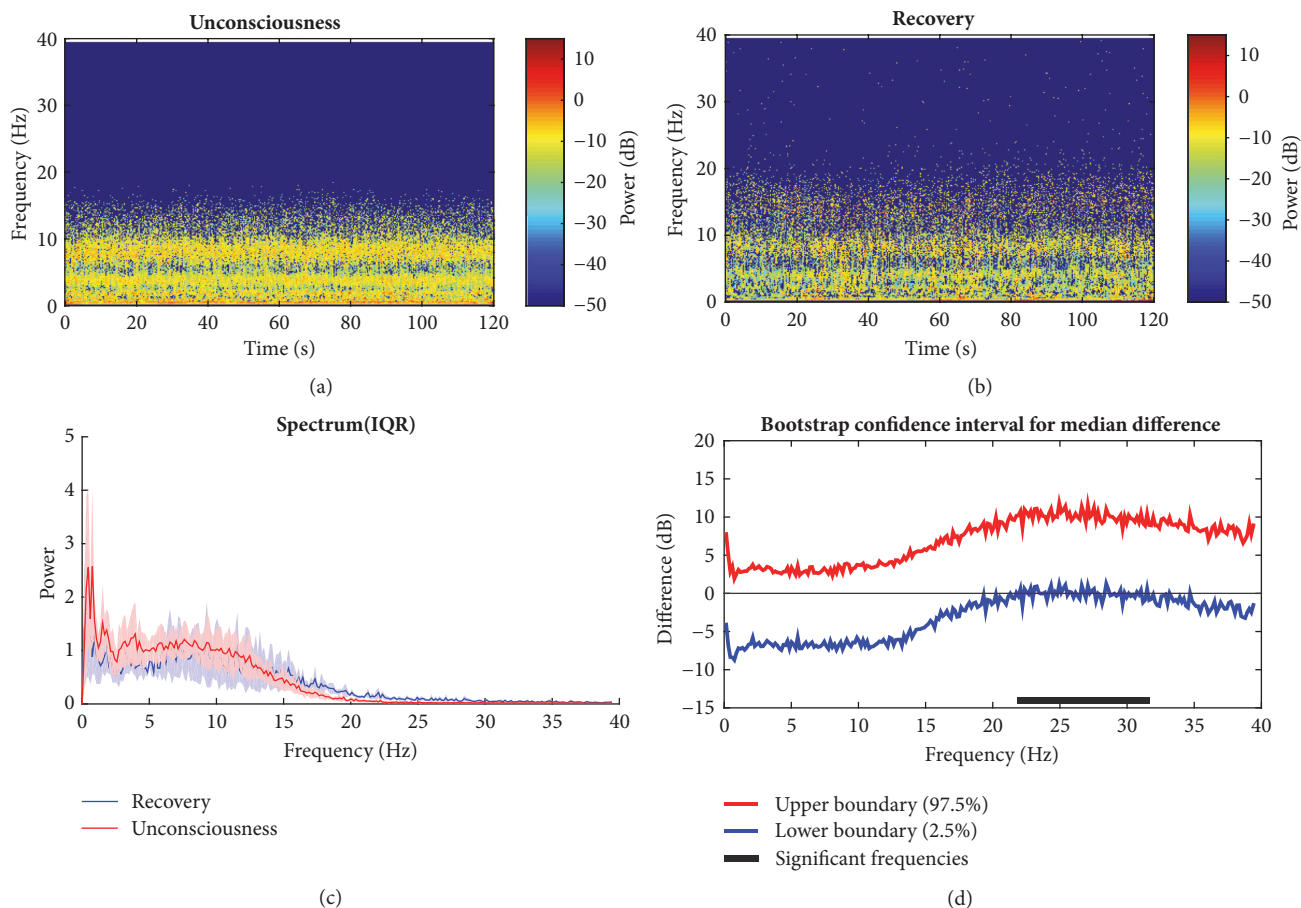 Unconsciousness
40
30
20
10
0
Frequency (Hz)
0 20 40 60 80 100 120
Time (s)
10
0
−10
−20
−30
−40
−50
Power (dB)
(a)
Recovery
40
30
20
10
0
Frequency (Hz)
0 20 40 60 80 100 120
Time (s)
10
0
−10
−20
−30
−40
−50
Power (dB)
(b)
Spectrum(IQR)
5
4
3
2
1
0
Power
0 5 10 15 20 25 30 35 40
Frequency (Hz)
Recovery
Unconsciousness
(c)
Bootstrap confidence interval for median difference
20
15
10
5
0
−5
−10
−15
Difference (dB)
0 5 10 15 20 25 30 35 40
Frequency (Hz)
Upper boundary (97.5%)
Lower boundary (2.5%)
Significant frequencies
(d)